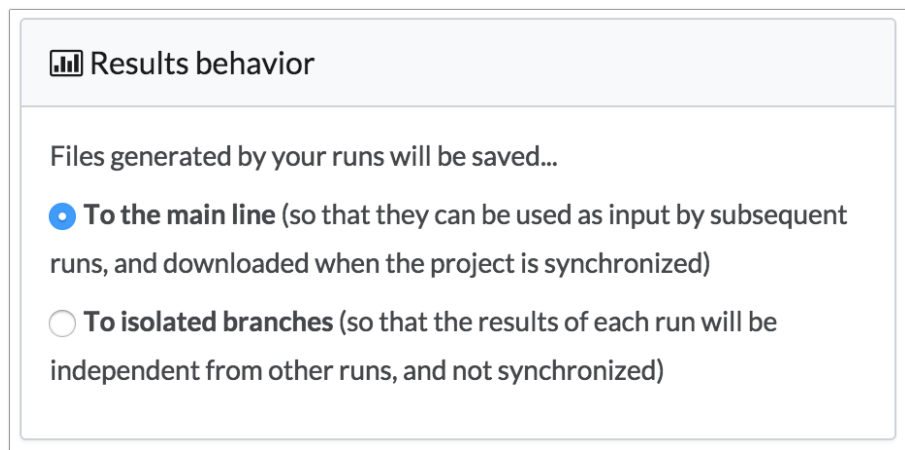 Results behavior
Files generated by your runs will be saved...
To the main line (so that they can be used as input by subsequent
runs, and downloaded when the project is synchronized)
To isolated branches (so that the results of each run will be
independent from other runs, and not synchronized)